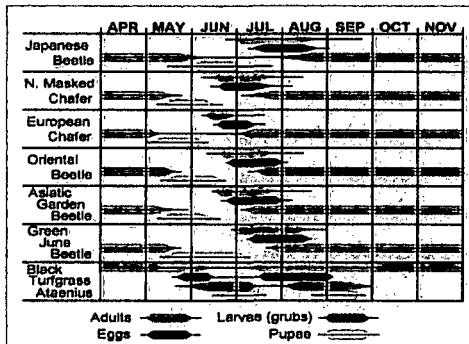 APR MAY JUN JUL AUG SEP OCT NOV
Japanese
Beetle
N. Masked
Chafer
European
Chafer
Oriental
Beetle
Asiatic
Garden
Beetle
Green
June
Beetle
Black
Turfgrass
Ataenius
Adults Larvae (grubs)
Eggs Pupae